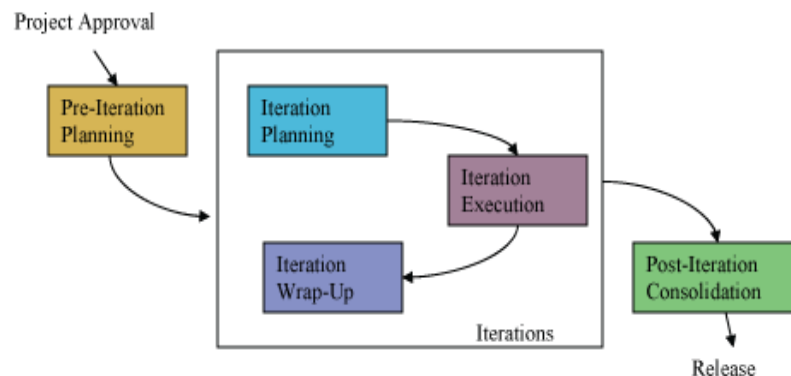 Project Approval
Pre-Iteration
Planning
Iteration
Planning
Iteration
Execution
Iteration
Wrap-Up
Iterations
Post-Iteration
Consolidation
Release